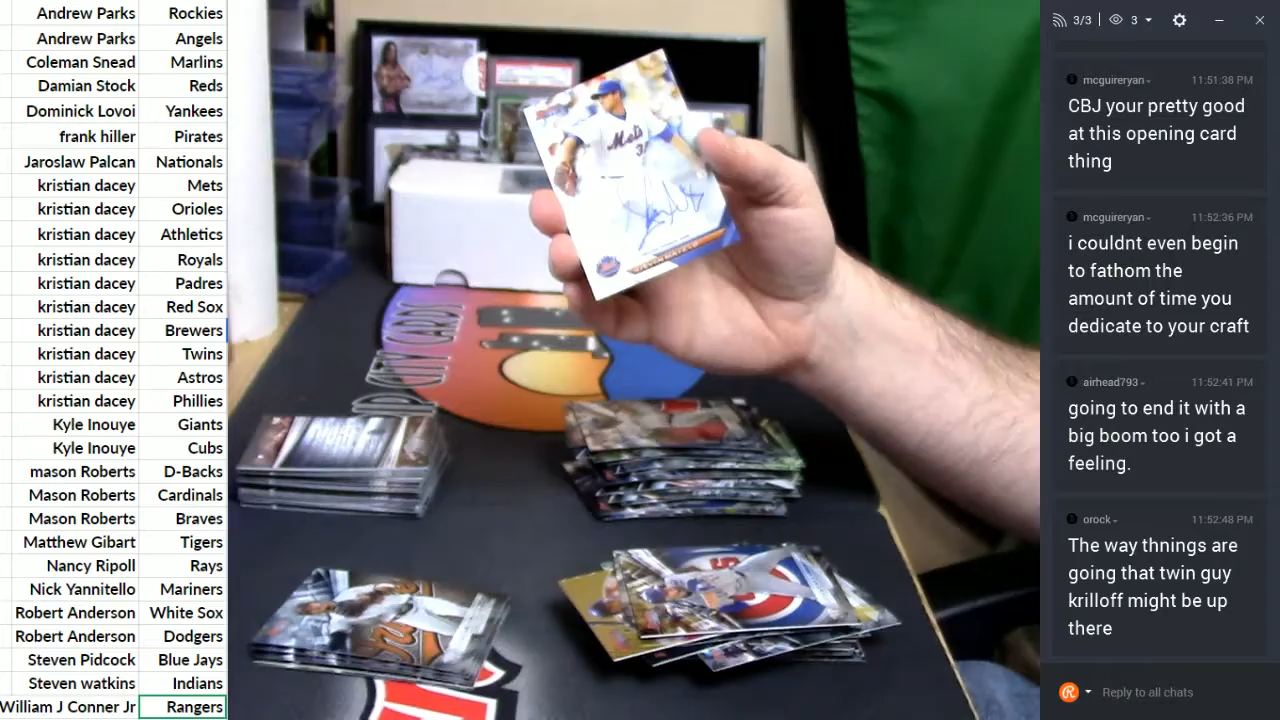 Andrew Parks Rockies
Andrew Parks Angels
Coleman Snead Marlins
Damian Stock Reds
Dominick Lovoi Yankees
frank hiller Pirates
Jaroslaw Palcan Nationals
kristian dacey Mets
kristian dacey Orioles
kristian dacey Athletics
kristian dacey Royals
kristian dacey Padres
kristian dacey Red Sox
kristian dacey Brewers
kristian dacey Twins
kristian dacey Astros
kristian dacey Phillies
Kyle Inouye Giants
Kyle Inouye Cubs
mason Roberts D-Backs
Mason Roberts Cardinals
Mason Roberts Braves
Matthew Gibart Tigers
Nancy Ripoll Rays
Nick Yannitello Mariners
Robert Anderson White Sox
Robert Anderson Dodgers
Steven Pidcock Blue Jays
Steven watkins Indians
William J Conner Jr Rangers
Mets
CITY CARDS
3/3 3
mcguireryan 11:51:38 PM
CBJ your pretty good
at this opening card
thing
mcguireryan 11:52:36 PM
i couldnt even begin
to fathom the
amount of time you
dedicate to your craft
airhead793 11:52:41 PM
going to end it with a
big boom too i got a
feeling.
orock 11:52:48 PM
The way thnings are
going that twin guy
krilloff might be up
there
Reply to all chats